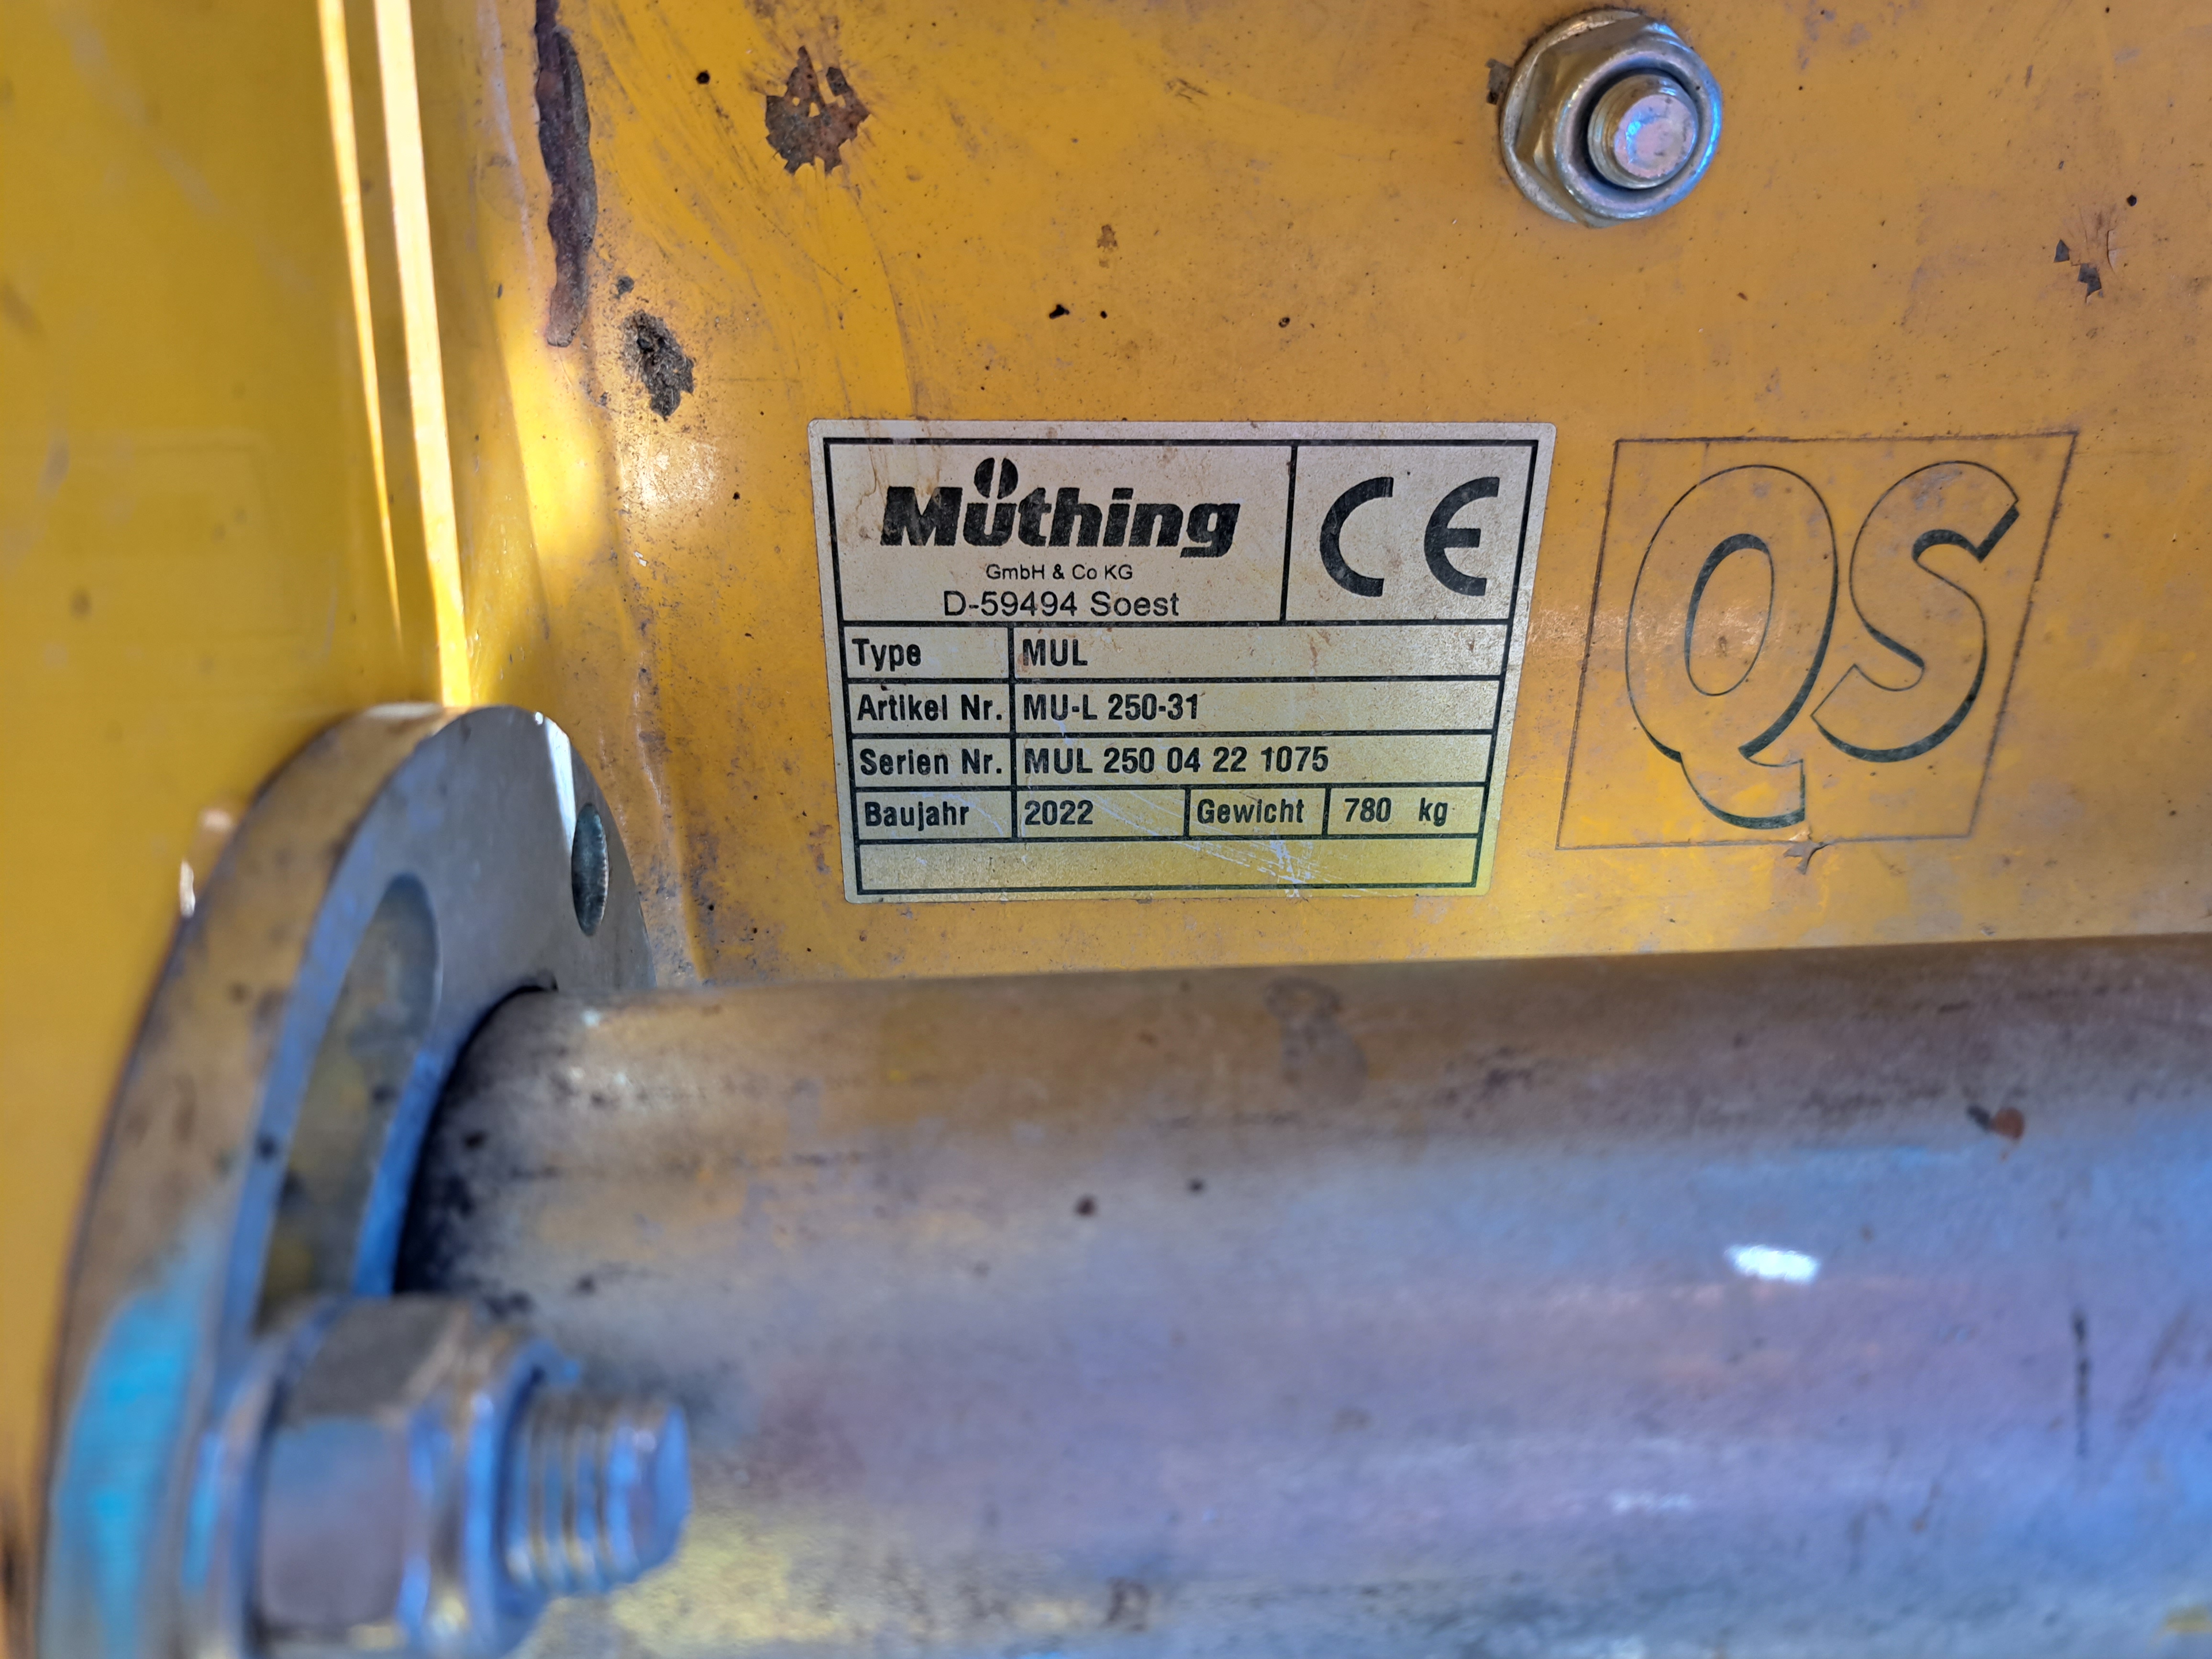 Müthing
GmbH & Co KG
D-59494 Soest
CE
Type MUL
Artikel Nr. MU-L 250-31
Serien Nr. MUL 250 04 22 1075
Baujahr 2022 Gewicht 780 kg
QS